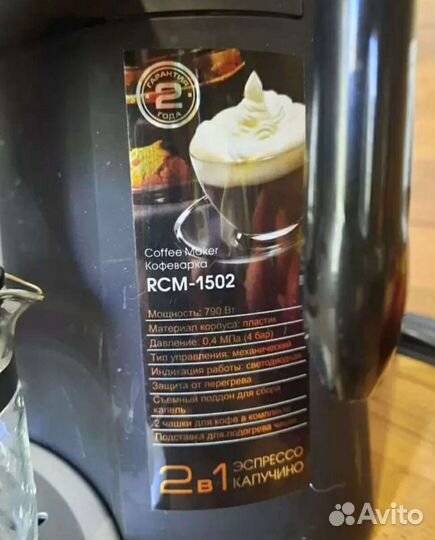 ГАРАНТИЯ
2
ГОДА
Coffee Maker
Кофеварка
RCM-1502
Мощность: 790 Вт
Материал корпуса: пластик
Давление: 0,4 МПа (4 бар)
Тип управления: механический
Индикация работы: светодиодная
Защита от перегрева
Съемный поддон для сбора
капель
2 чашки для кофе в комплекте
Подставка для подогрева чашек
2в1 ЭСПРЕССО
КАПУЧИНО
Avito